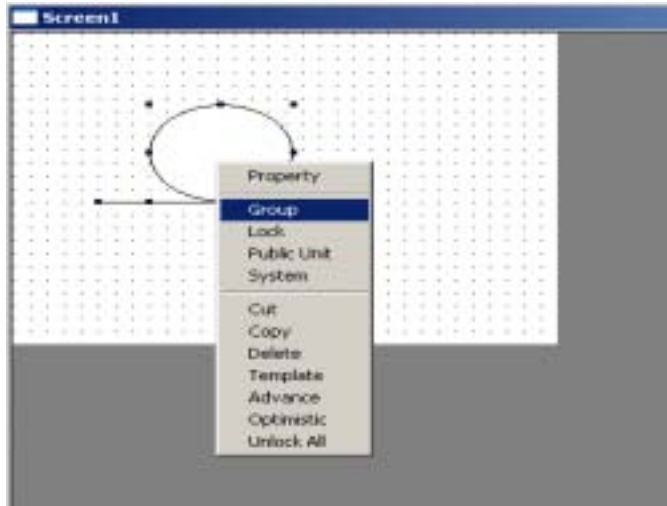 Screen1
Property
Group
Lock
Public Unit
System
Cut
Copy
Delete
Template
Advance
Optimistic
Unlock All